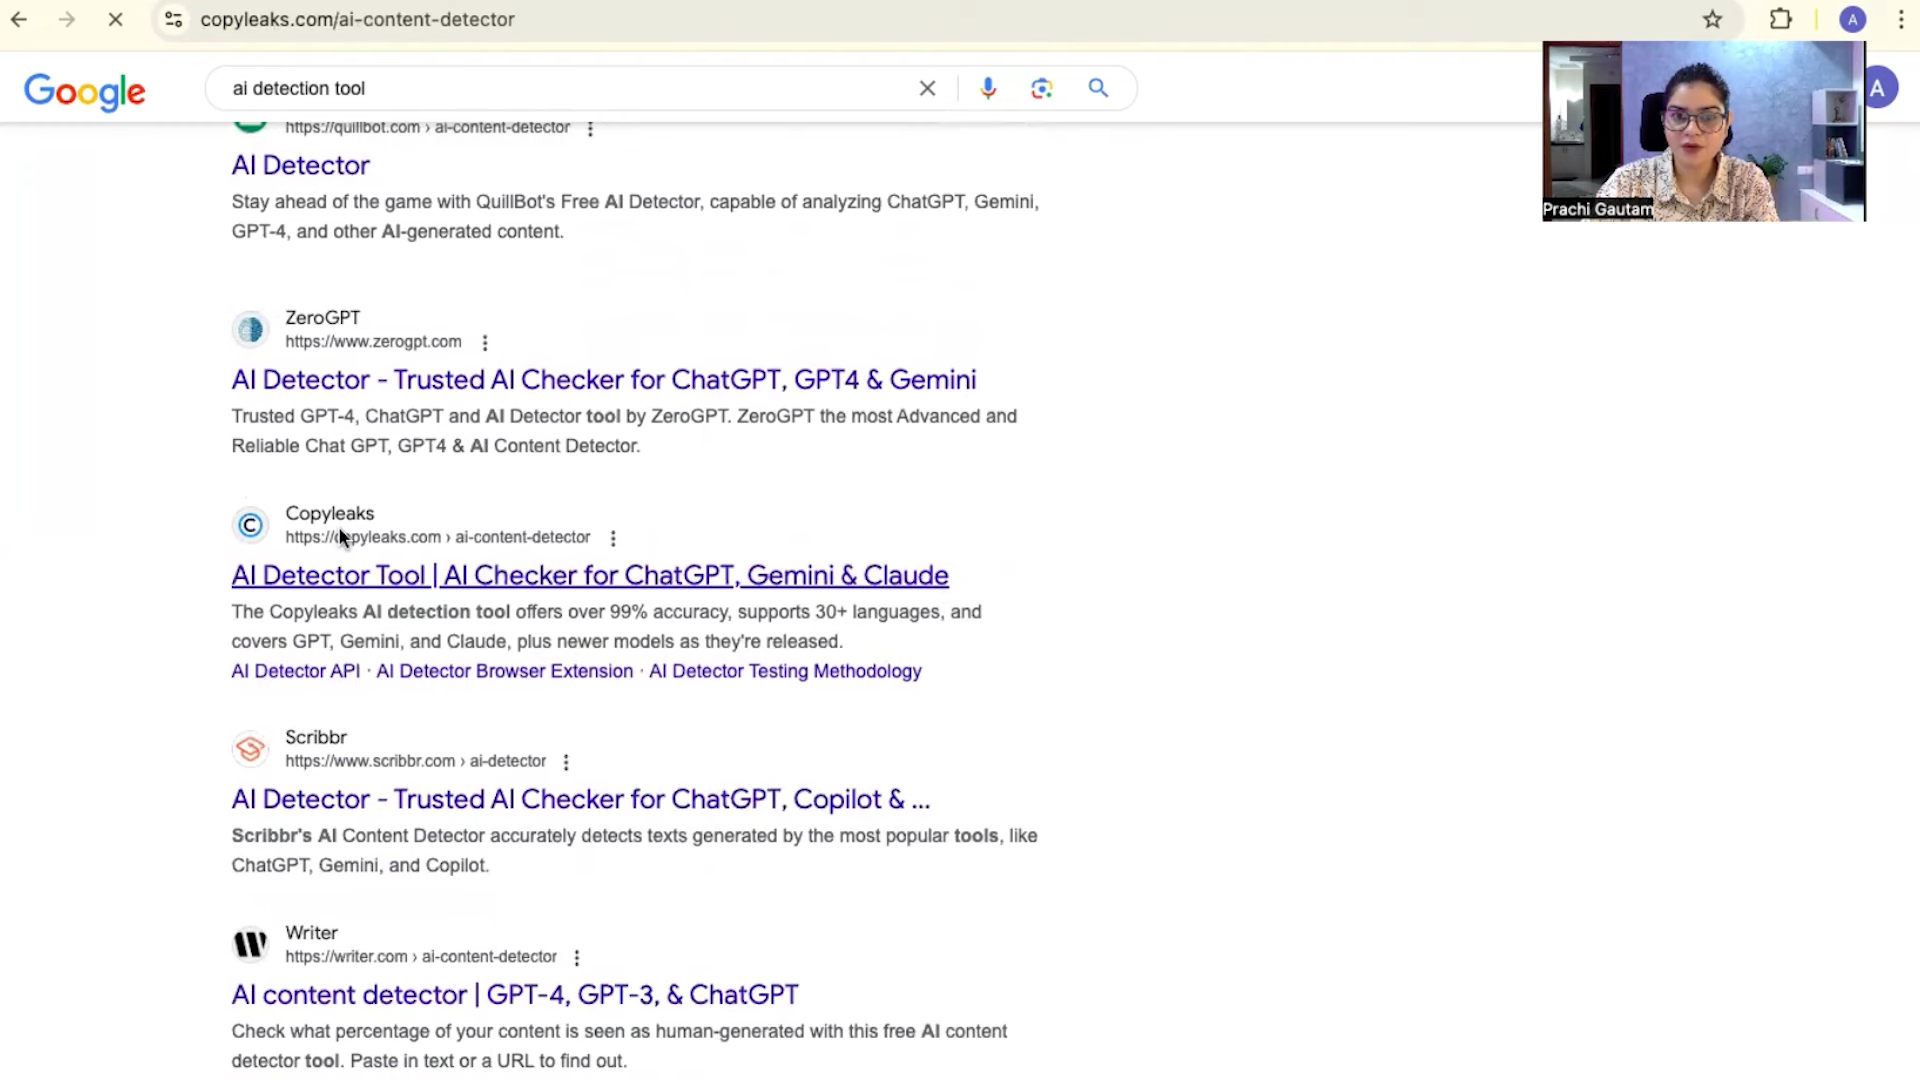 copyleaks.com/ai-content-detector
A
Google
ai detection tool
A
Prachi Gautam
https://quillbot.com › ai-content-detector
AI Detector
Stay ahead of the game with QuillBot's Free AI Detector, capable of analyzing ChatGPT, Gemini,
GPT-4, and other AI-generated content.
ZeroGPT
https://www.zerogpt.com
AI Detector - Trusted AI Checker for ChatGPT, GPT4 & Gemini
Trusted GPT-4, ChatGPT and AI Detector tool by ZeroGPT. ZeroGPT the most Advanced and
Reliable Chat GPT, GPT4 & AI Content Detector.
C
Copyleaks
https://copyleaks.com › ai-content-detector
AI Detector Tool | AI Checker for ChatGPT, Gemini & Claude
The Copyleaks AI detection tool offers over 99% accuracy, supports 30+ languages, and
covers GPT, Gemini, and Claude, plus newer models as they're released.
AI Detector API · AI Detector Browser Extension · AI Detector Testing Methodology
Scribbr
https://www.scribbr.com › ai-detector
AI Detector - Trusted AI Checker for ChatGPT, Copilot & ...
Scribbr's AI Content Detector accurately detects texts generated by the most popular tools, like
ChatGPT, Gemini, and Copilot.
Writer
https://writer.com › ai-content-detector
AI content detector | GPT-4, GPT-3, & ChatGPT
Check what percentage of your content is seen as human-generated with this free AI content
detector tool. Paste in text or a URL to find out.